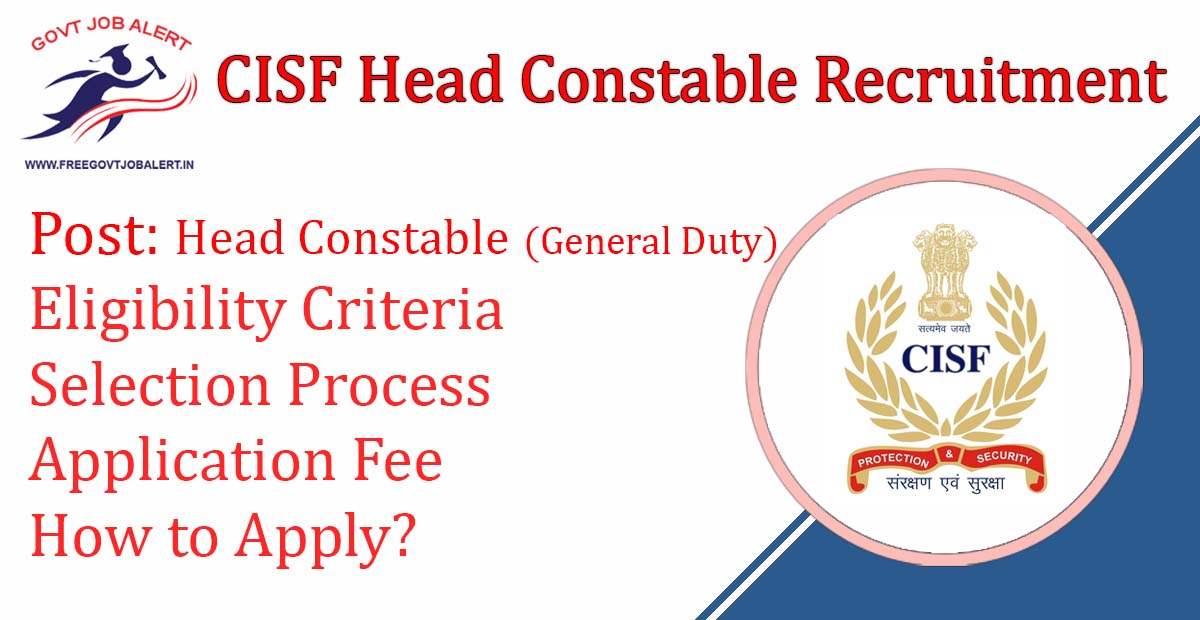 GOVT JOB ALERT
WWW.FREEGOVTJOBALERT.IN
CISF Head Constable Recruitment
Post: Head Constable (General Duty)
Eligibility Criteria
Selection Process
Application Fee
How to Apply?
सत्यमेव जयते
CISF
PROTECTION & SECURITY
संरक्षण एवं सुरक्षा